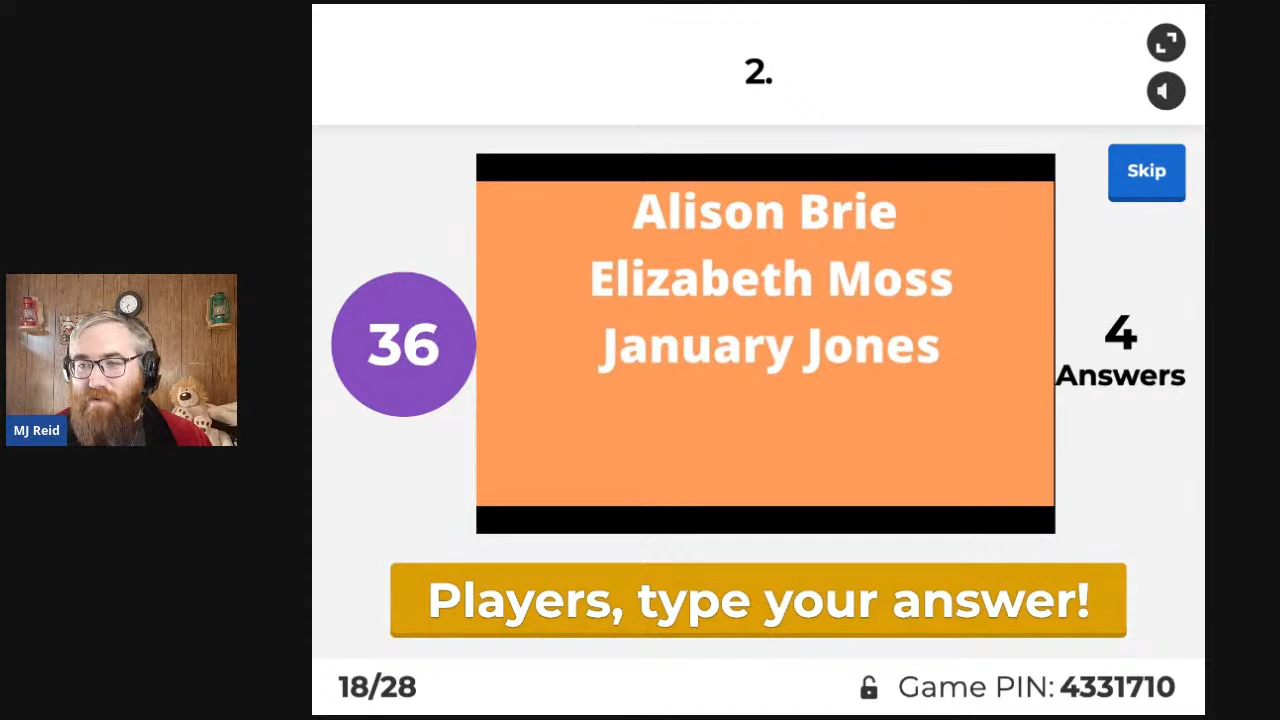 2.
Skip
Alison Brie
Elizabeth Moss
January Jones
36
4
Answers
MJ Reid
Players, type your answer!
18/28
Game PIN: 4331710